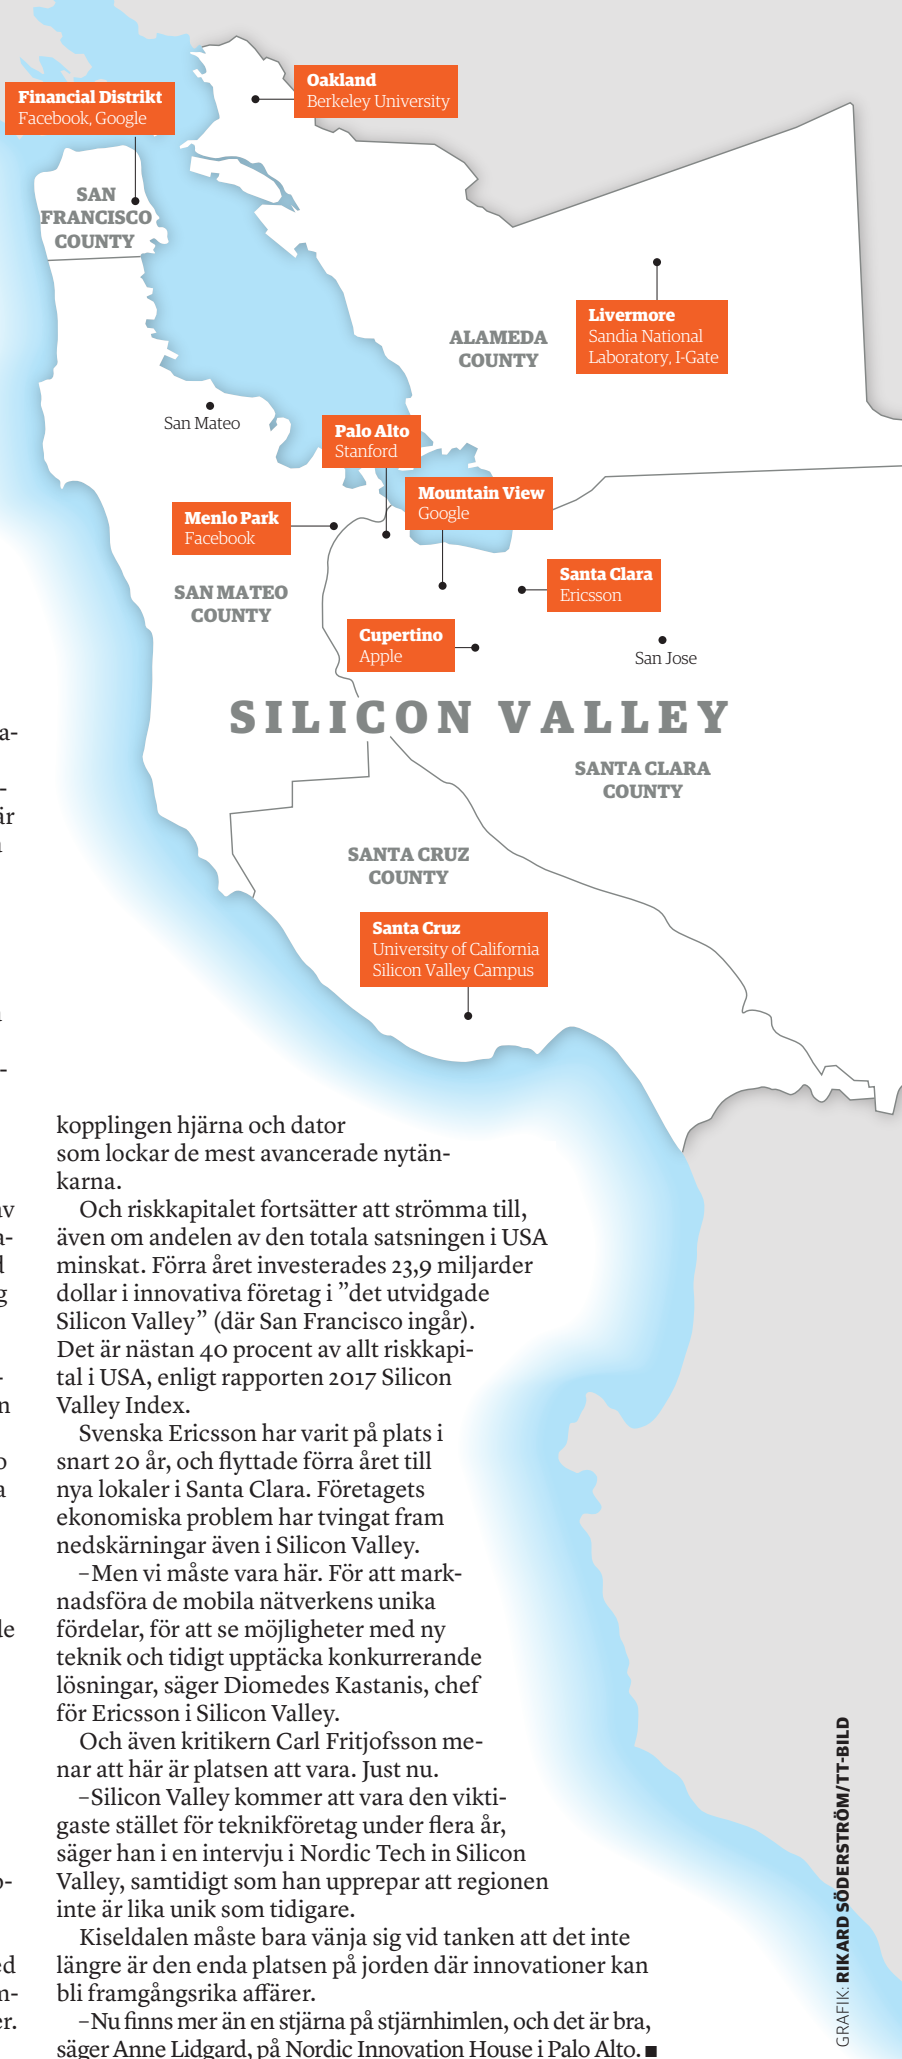 Oakland
Berkeley University
Financial Distrikt
Facebook, Google
SAN
FRANCISCO
COUNTY
Livermore
Sandia National
Laboratory, I-Gate
ALAMEDA
COUNTY
San Mateo
Palo Alto
Stanford
Mountain View
Google
Menlo Park
Facebook
Santa Clara
Ericsson
SAN MATEO
COUNTY
Cupertino
Apple
San Jose
SILICON VALLEY
SANTA CLARA
COUNTY
SANTA CRUZ
COUNTY
Santa Cruz
University of California
Silicon Valley Campus
kopplingen hjärna och dator
som lockar de mest avancerade nytän-
karna.
Och riskkapitalet fortsätter att strömma till,
även om andelen av den totala satsningen i USA
minskat. Förra året investerades 23,9 miljarder
dollar i innovativa företag i ”det utvidgade
Silicon Valley” (där San Francisco ingår).
Det är nästan 40 procent av allt riskkapi-
tal i USA, enligt rapporten 2017 Silicon
Valley Index.
Svenska Ericsson har varit på plats i
snart 20 år, och flyttade förra året till
nya lokaler i Santa Clara. Företagets
ekonomiska problem har tvingat fram
nedskärningar även i Silicon Valley.
–Men vi måste vara här. För att mark-
nadsföra de mobila nätverkens unika
fördelar, för att se möjligheter med ny
teknik och tidigt upptäcka konkurrerande
lösningar, säger Diomedes Kastanis, chef
för Ericsson i Silicon Valley.
Och även kritikern Carl Fritjofsson me-
nar att här är platsen att vara. Just nu.
–Silicon Valley kommer att vara den vikti-
gaste stället för teknikföretag under flera år,
säger han i en intervju i Nordic Tech in Silicon
Valley, samtidigt som han upprepar att regionen
inte är lika unik som tidigare.
Kiseldalen måste bara vänja sig vid tanken att det inte
längre är den enda platsen på jorden där innovationer kan
bli framgångsrika affärer.
–Nu finns mer än en stjärna på stjärnhimlen, och det är bra,
säger Anne Lidgard, på Nordic Innovation House i Palo Alto. ■
GRAFIK: RIKARD SÖDERSTRÖM/TT-BILD